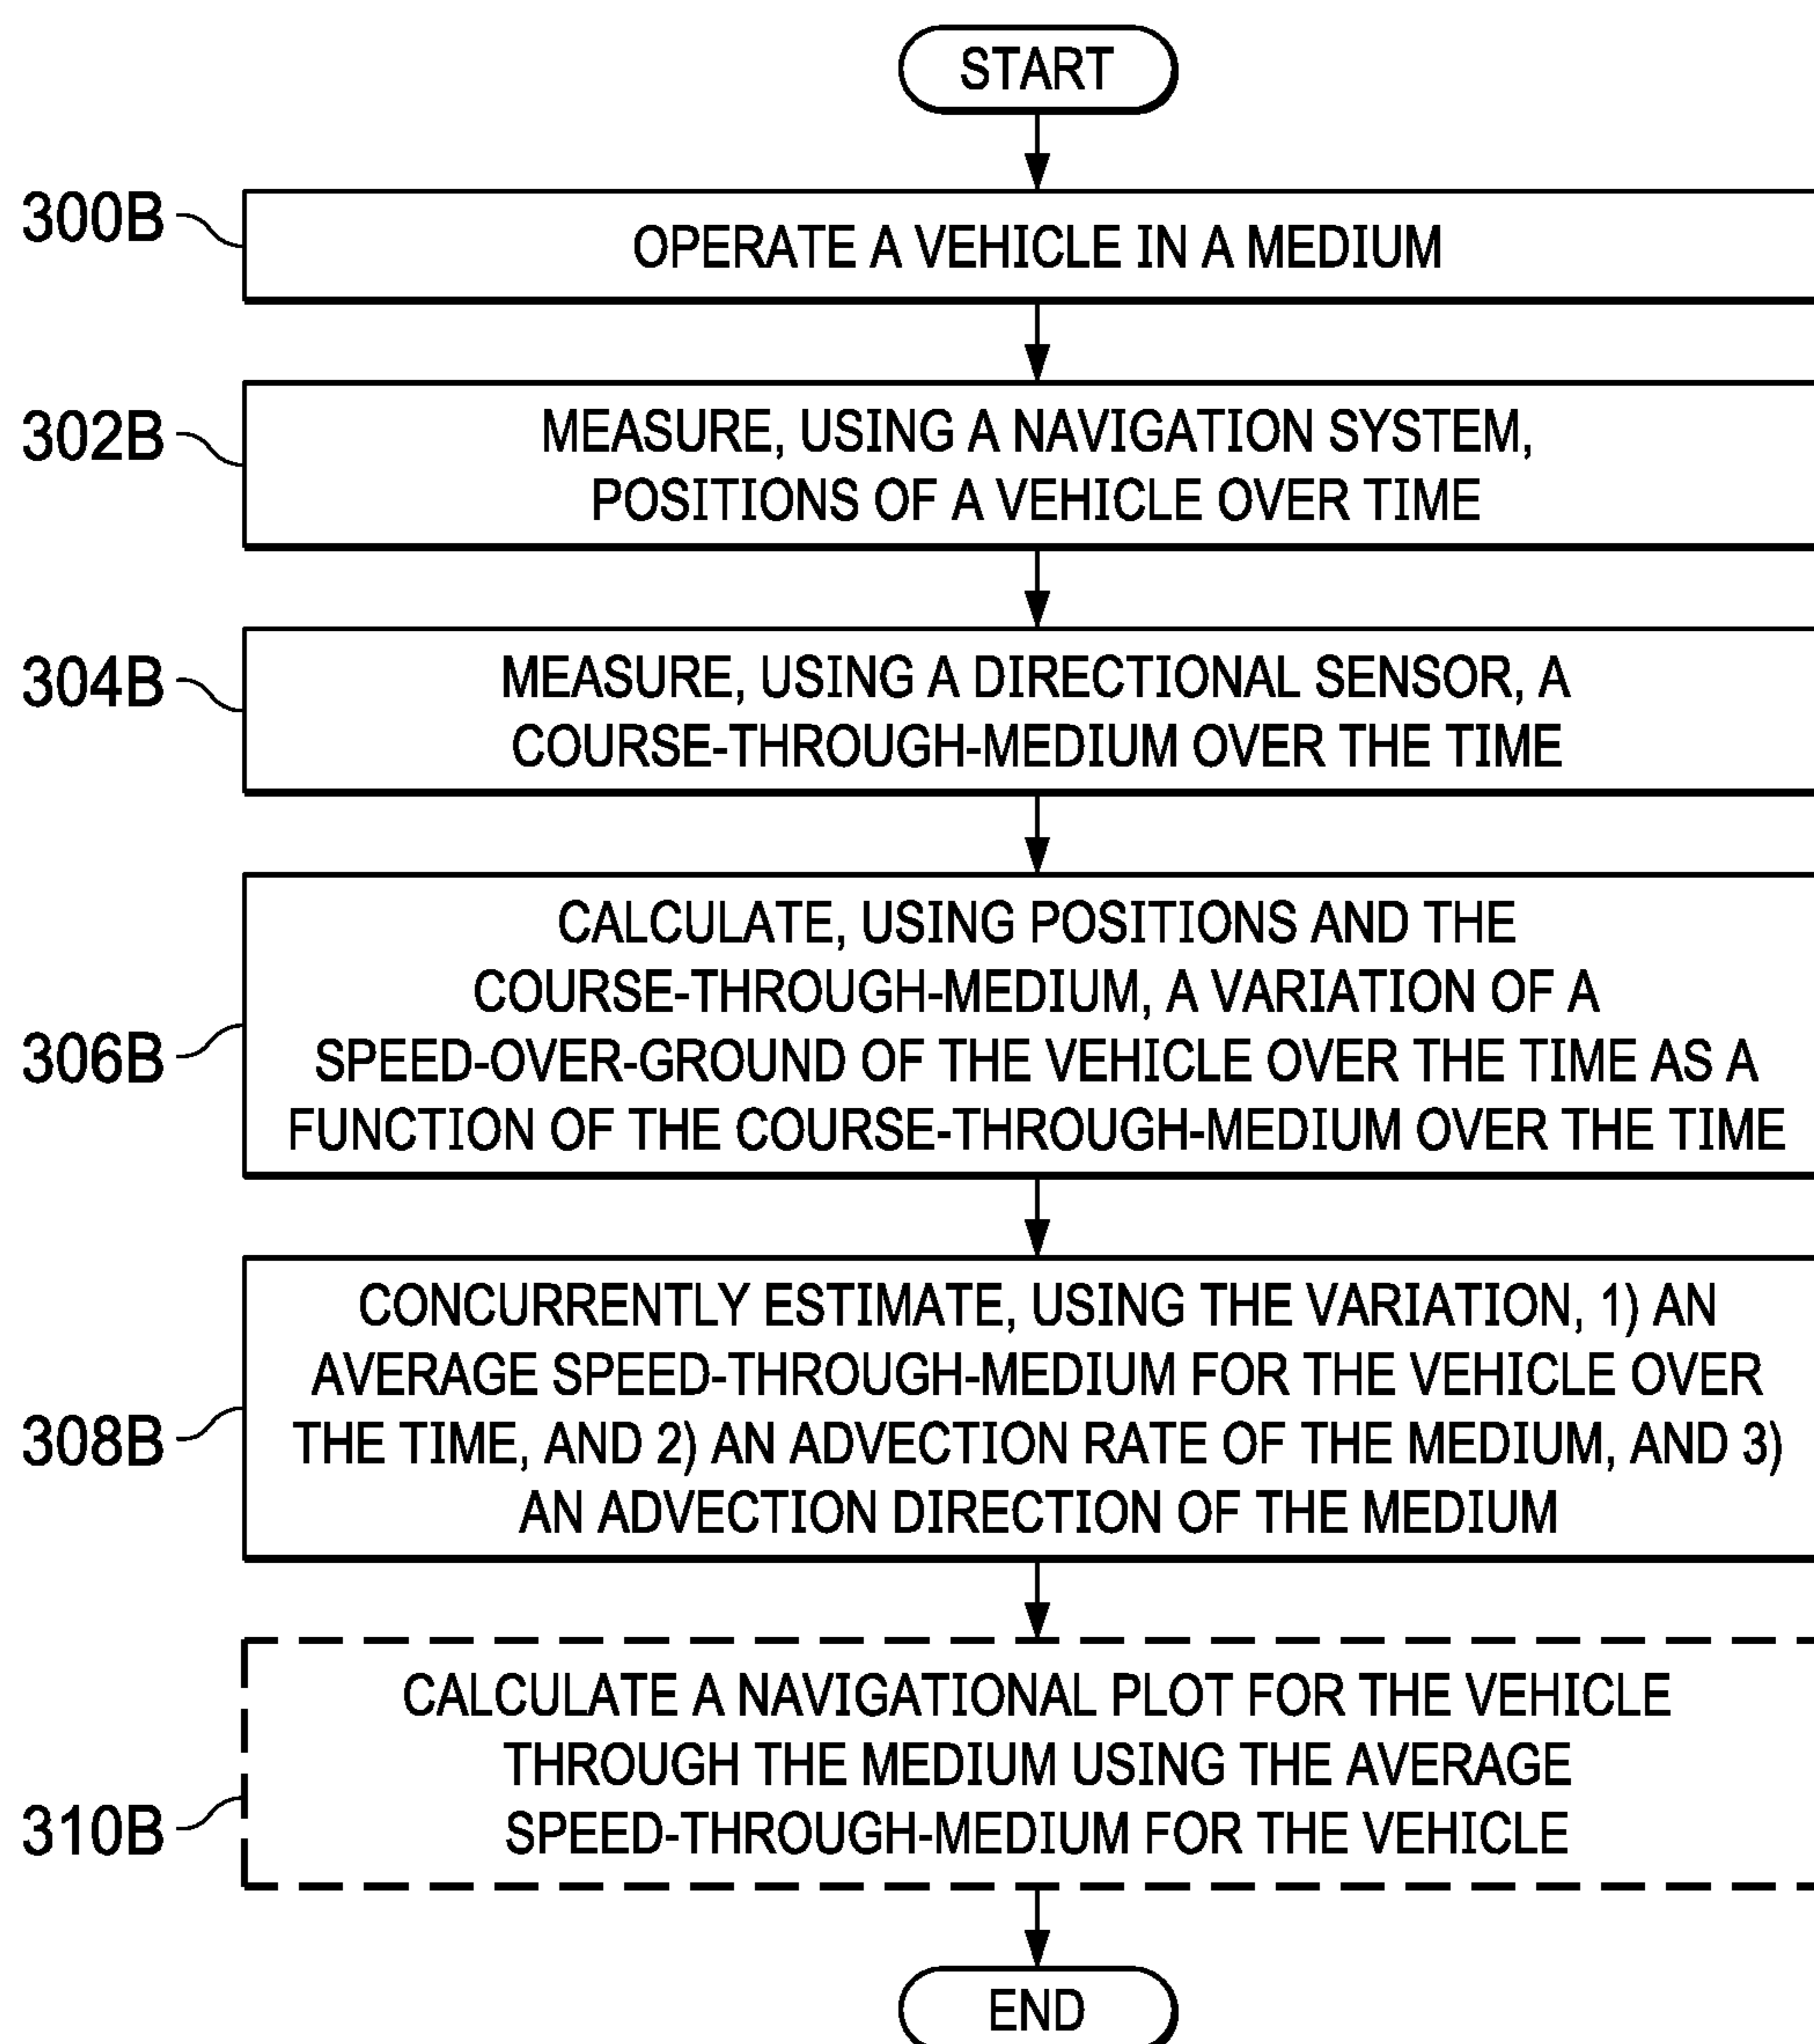 START
300B
OPERATE A VEHICLE IN A MEDIUM
302B
MEASURE, USING A NAVIGATION SYSTEM,
POSITIONS OF A VEHICLE OVER TIME
304B
MEASURE, USING A DIRECTIONAL SENSOR, A
COURSE-THROUGH-MEDIUM OVER THE TIME
306B
CALCULATE, USING POSITIONS AND THE
COURSE-THROUGH-MEDIUM, A VARIATION OF A
SPEED-OVER-GROUND OF THE VEHICLE OVER THE TIME AS A
FUNCTION OF THE COURSE-THROUGH-MEDIUM OVER THE TIME
308B
CONCURRENTLY ESTIMATE, USING THE VARIATION, 1) AN
AVERAGE SPEED-THROUGH-MEDIUM FOR THE VEHICLE OVER
THE TIME, AND 2) AN ADVECTION RATE OF THE MEDIUM, AND 3)
AN ADVECTION DIRECTION OF THE MEDIUM
310B
CALCULATE A NAVIGATIONAL PLOT FOR THE VEHICLE
THROUGH THE MEDIUM USING THE AVERAGE
SPEED-THROUGH-MEDIUM FOR THE VEHICLE
END